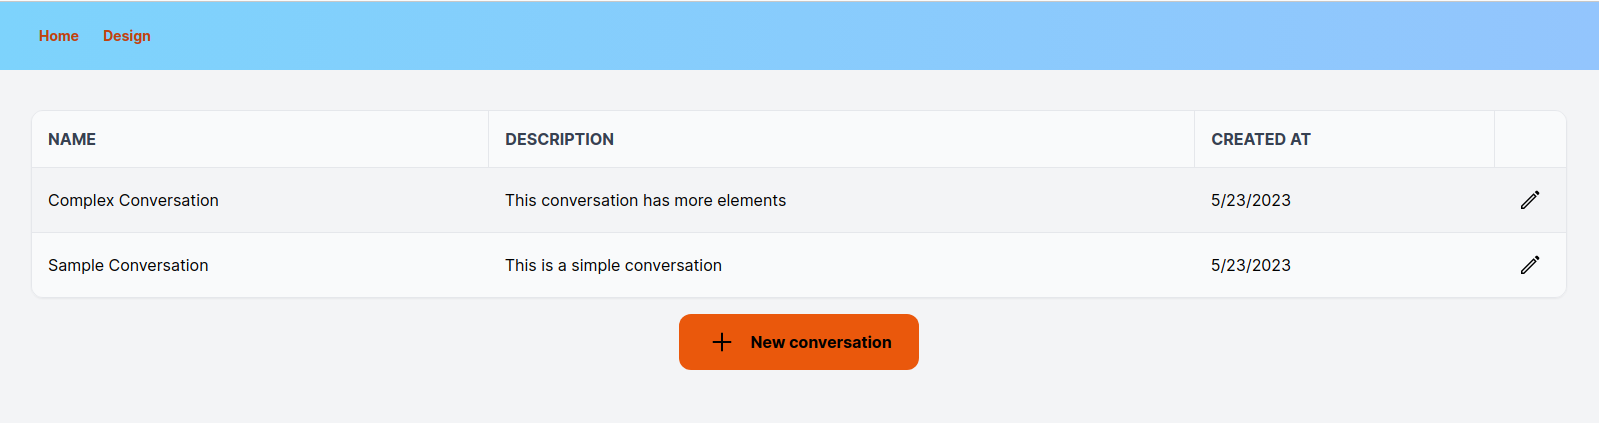 Home Design
NAME DESCRIPTION CREATED AT
Complex Conversation This conversation has more elements 5/23/2023
Sample Conversation This is a simple conversation 5/23/2023
New conversation